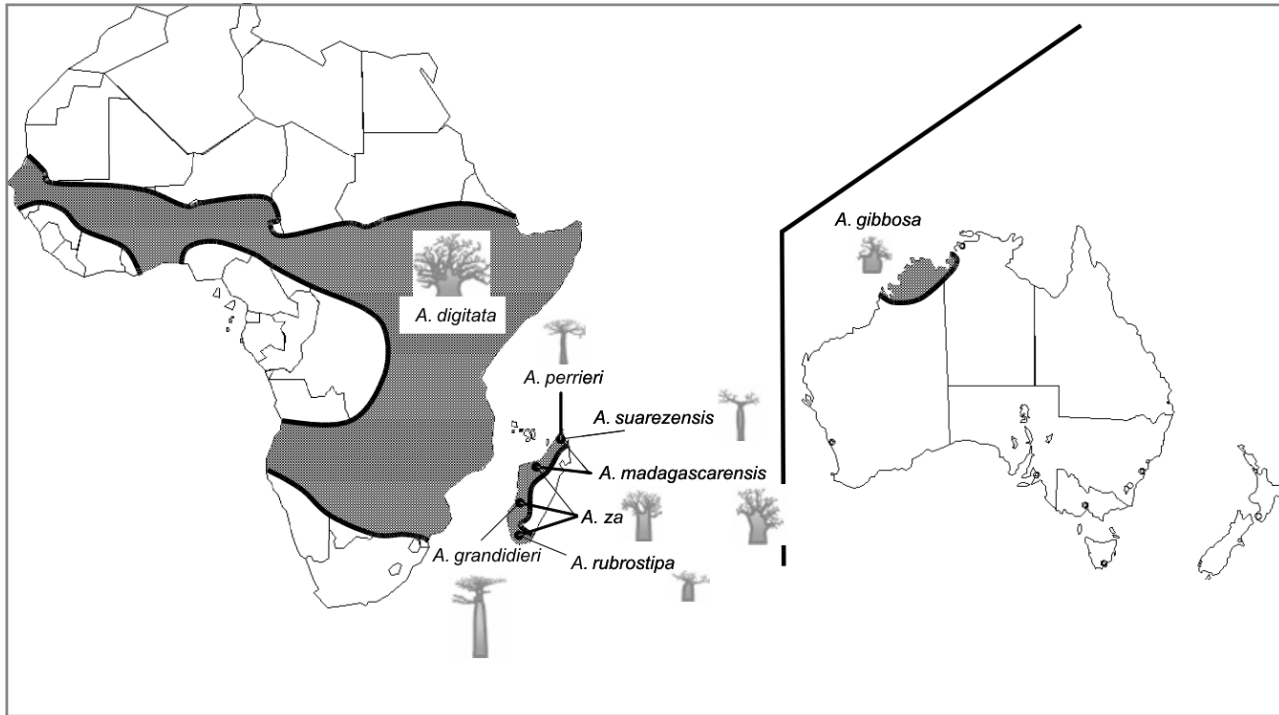 A. gibbosa
A. digitata
A. perrieri
A. suarezensis
A. madagascarensis
A. za
A. grandidieri
A. rubrostipa